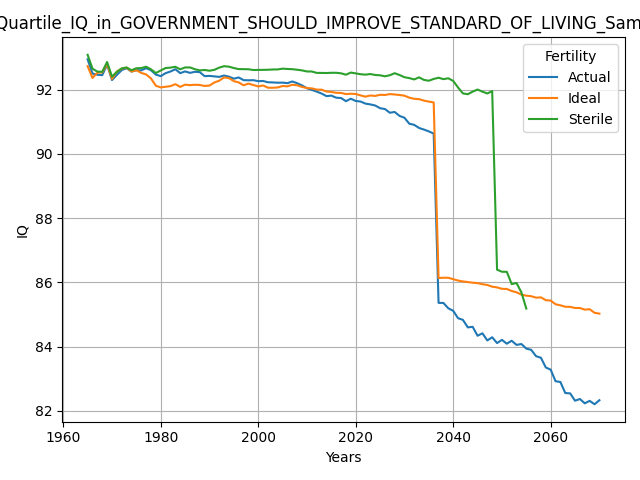 Quartile_IQ_in_GOVERNMENT_SHOULD_IMPROVE_STANDARD_OF_LIVING_Sam
Fertility
Actual
Ideal
Sterile
IQ
92
90
88
86
84
82
1960
1980
2000
2020
2040
2060
Years